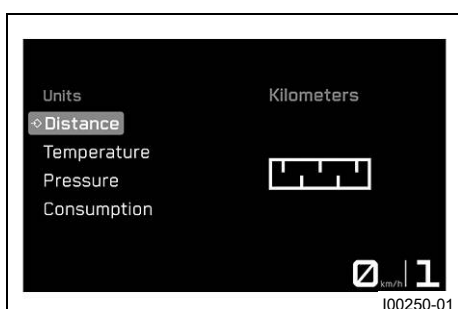 Units
Kilometers
Distance
Temperature
Pressure
Consumption
0 km/h 1
I00250-01